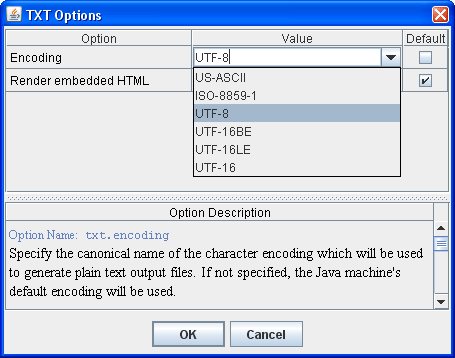 TXT Options
Option Value Default
Encoding UTF-8
Render embedded HTML
US-ASCII
ISO-8859-1
UTF-8
UTF-16BE
UTF-16LE
UTF-16
Option Description
Option Name: txt.encoding
Specify the canonical name of the character encoding which will be used
to generate plain text output files. If not specified, the Java machine's
default encoding will be used.
OK Cancel